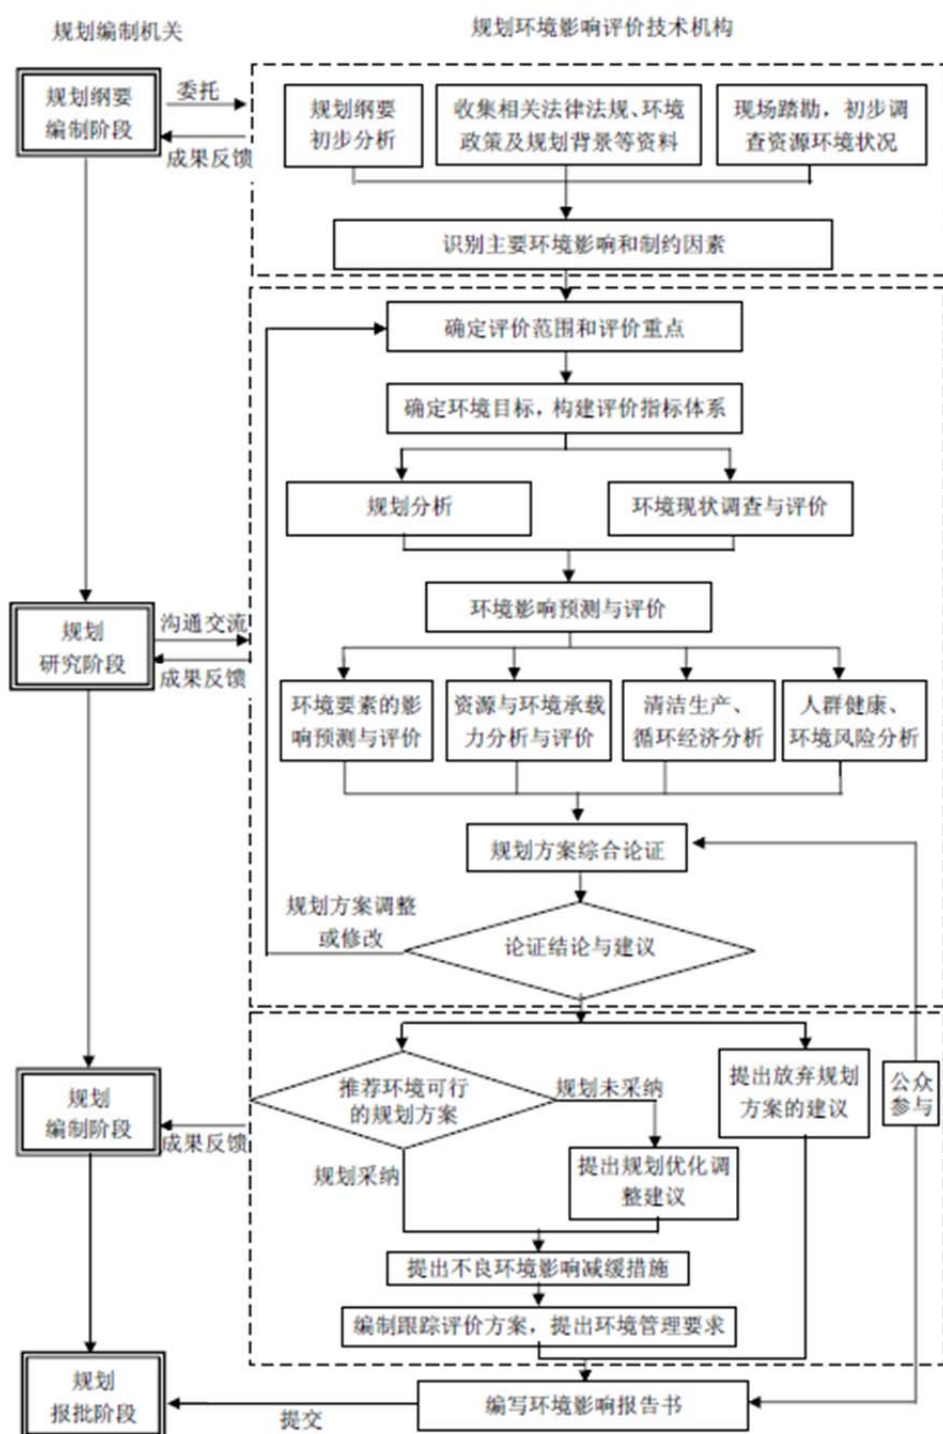 规划编制机关
规划环境影响评价技术机构
规划纲要
编制阶段
委托
成果反馈
规划纲要
初步分析
收集相关法律法规、环境
政策及规划背景等资料
现场踏勘，初步调
查资源环境状况
识别主要环境影响和制约因素
确定评价范围和评价重点
确定环境目标，构建评价指标体系
规划分析
环境现状调查与评价
环境影响预测与评价
规划
研究阶段
沟通交流
成果反馈
环境要素的影
响预测与评价
资源与环境承载
力分析与评价
清洁生产、
循环经济分析
人群健康、
环境风险分析
规划方案综合论证
规划方案调整
或修改
论证结论与建议
规划
编制阶段
成果反馈
推荐环境可行
的规划方案
规划未采纳
规划采纳
提出放弃规划
方案的建议
公众
参与
提出规划优化调
整建议
提出不良环境影响减缓措施
编制跟踪评价方案，提出环境管理要求
规划
报批阶段
提交
编写环境影响报告书